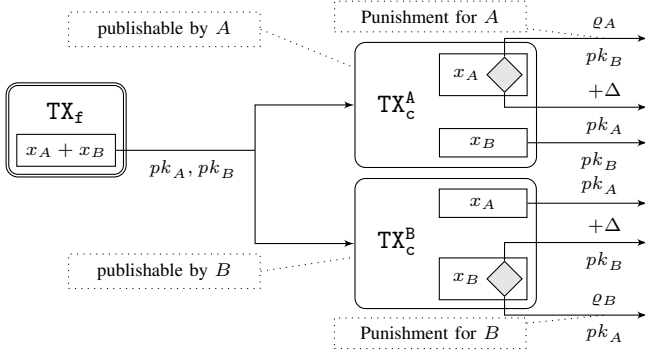 publishable by A
Punishment for A
ϱ_A
pk_B
x_A
TX_c^A
+Δ
pk_A
x_B
pk_B
TX_f
x_A + x_B
pk_A, pk_B
pk_A
x_A
TX_c^B
+Δ
pk_B
x_B
publishable by B
ϱ_B
Punishment for B
pk_A